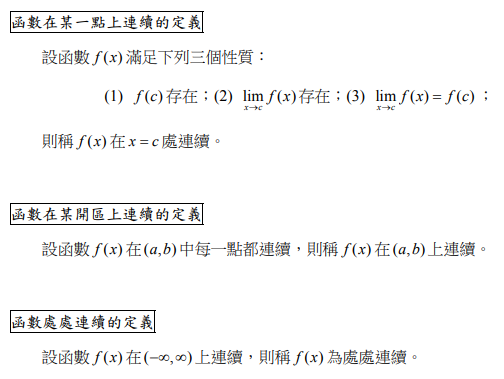 函數在某一點上連續的定義
設函數 f(x) 滿足下列三個性質：
(1) f(c) 存在；(2) lim_{x→c} f(x) 存在；(3) lim_{x→c} f(x) = f(c)；
則稱 f(x) 在 x = c 處連續。
函數在某開區上連續的定義
設函數 f(x) 在 (a,b) 中每一點都連續，則稱 f(x) 在 (a,b) 上連續。
函數處處連續的定義
設函數 f(x) 在 (−∞,∞) 上連續，則稱 f(x) 為處處連續。